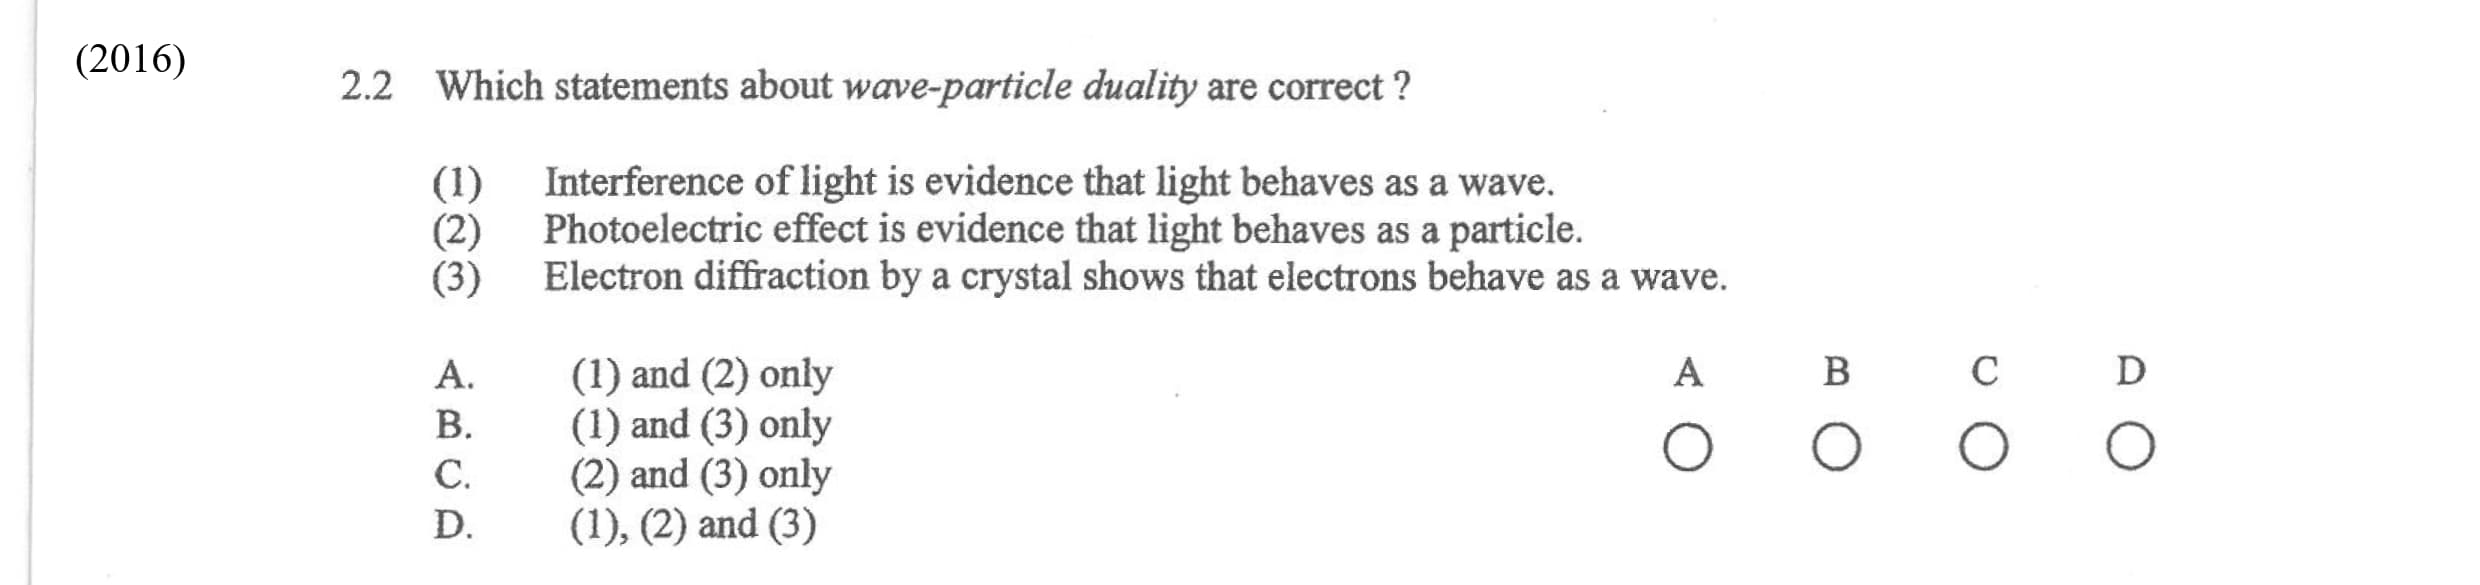 (2016)
2.2 Which statements about wave-particle duality are correct ?
(1) Interference of light is evidence that light behaves as a wave.
(2) Photoelectric effect is evidence that light behaves as a particle.
(3) Electron diffraction by a crystal shows that electrons behave as a wave.
A. (1) and (2) only A B C D
B. (1) and (3) only
C. (2) and (3) only
D. (1), (2) and (3)